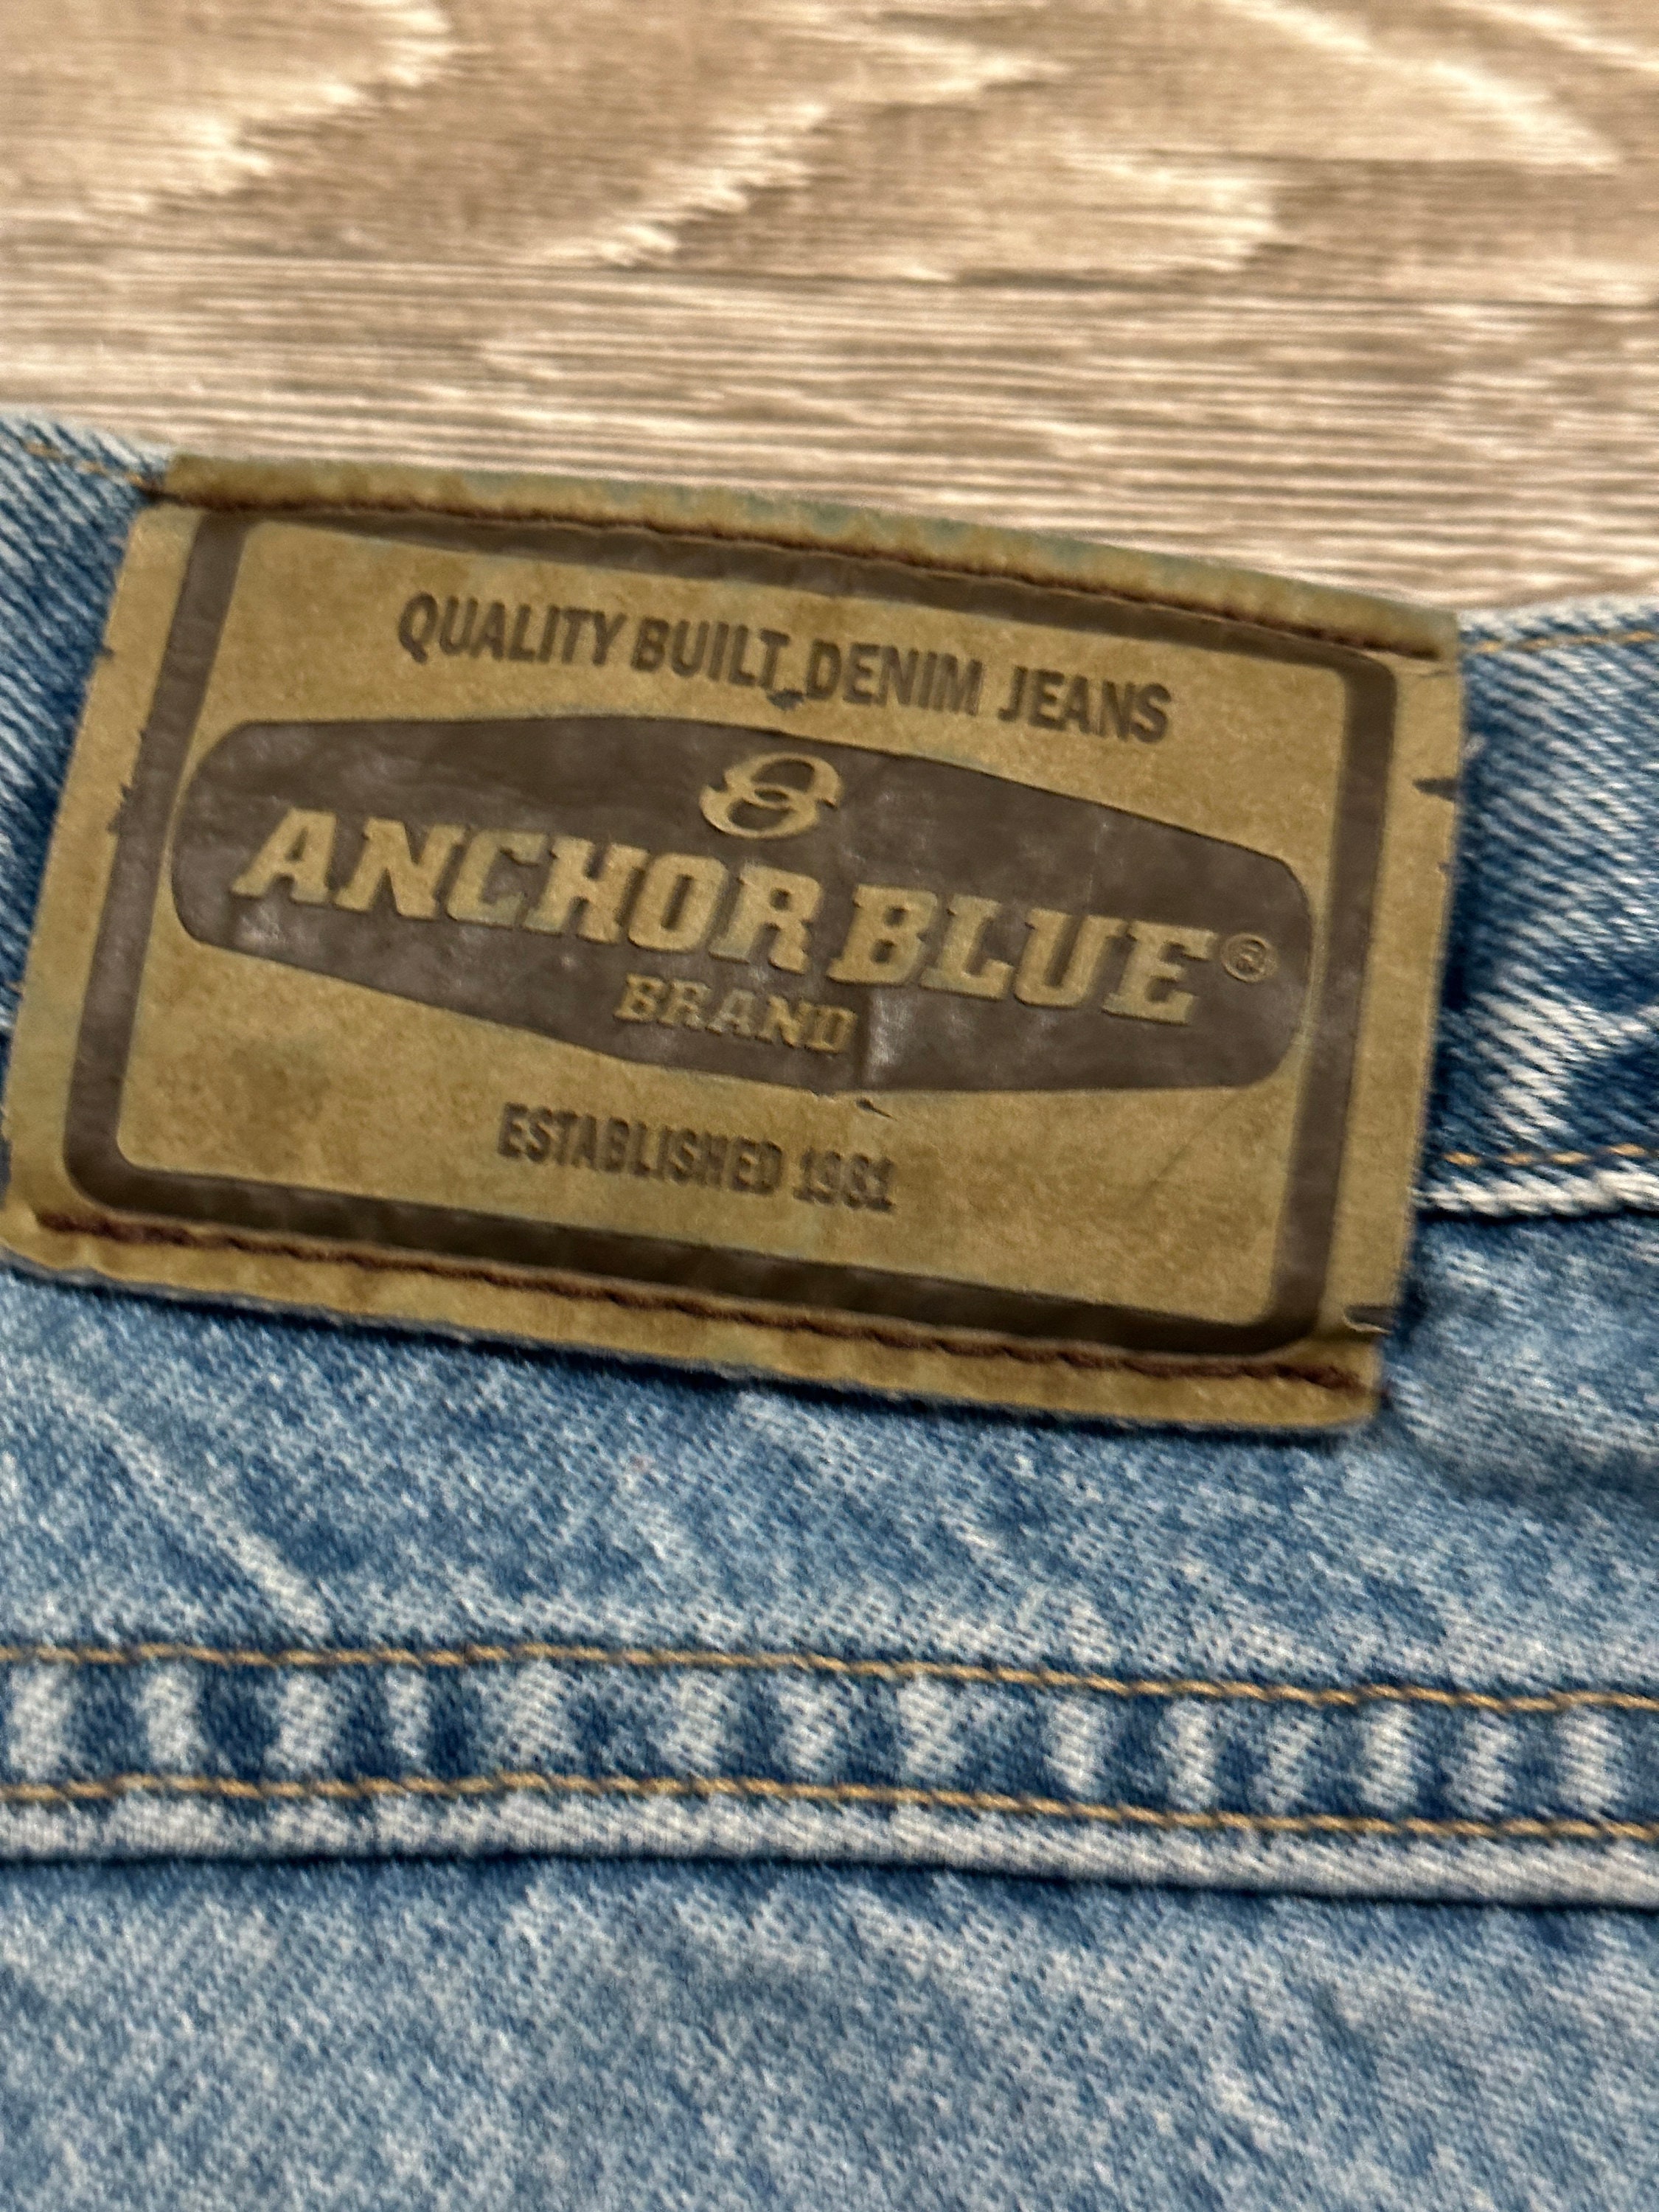 QUALITY BUILT DENIM JEANS
ANCHOR BLUE®
BRAND
ESTABLISHED 1981